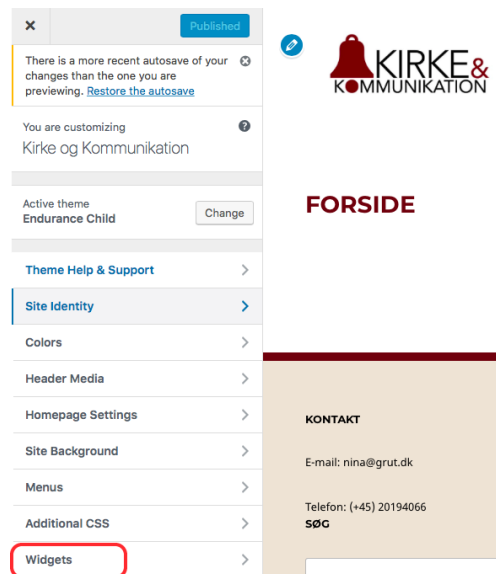 Published
There is a more recent autosave of your
changes than the one you are
previewing. Restore the autosave
You are customizing
Kirke og Kommunikation
Active theme
Endurance Child
Change
Theme Help & Support
Site Identity
Colors
Header Media
Homepage Settings
Site Background
Menus
Additional CSS
Widgets
KIRKE&
KOMMUNIKATION
FORSIDE
KONTAKT
E-mail: nina@grut.dk
Telefon: (+45) 20194066
SØG